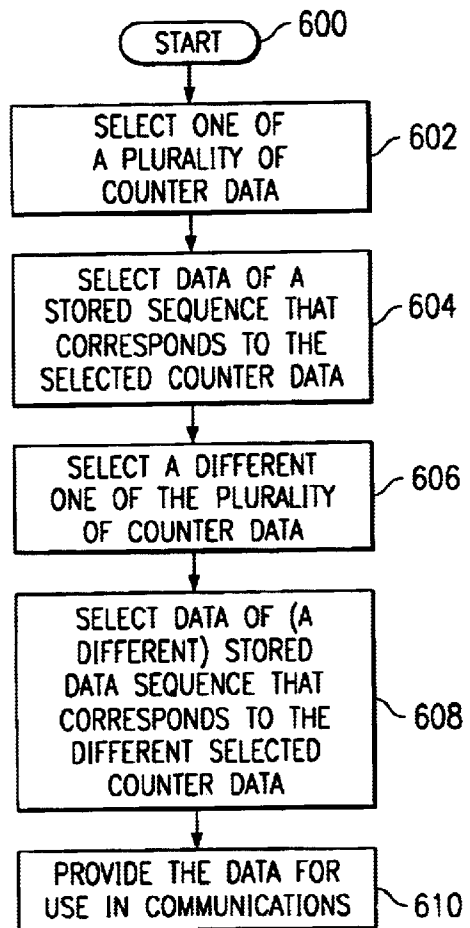 START
600
SELECT ONE OF
A PLURALITY OF
COUNTER DATA
602
SELECT DATA OF A
STORED SEQUENCE THAT
CORRESPONDS TO THE
SELECTED COUNTER DATA
604
SELECT A DIFFERENT
ONE OF THE PLURALITY
OF COUNTER DATA
606
SELECT DATA OF (A
DIFFERENT) STORED
DATA SEQUENCE THAT
CORRESPONDS TO THE
DIFFERENT SELECTED
COUNTER DATA
608
PROVIDE THE DATA FOR
USE IN COMMUNICATIONS
610